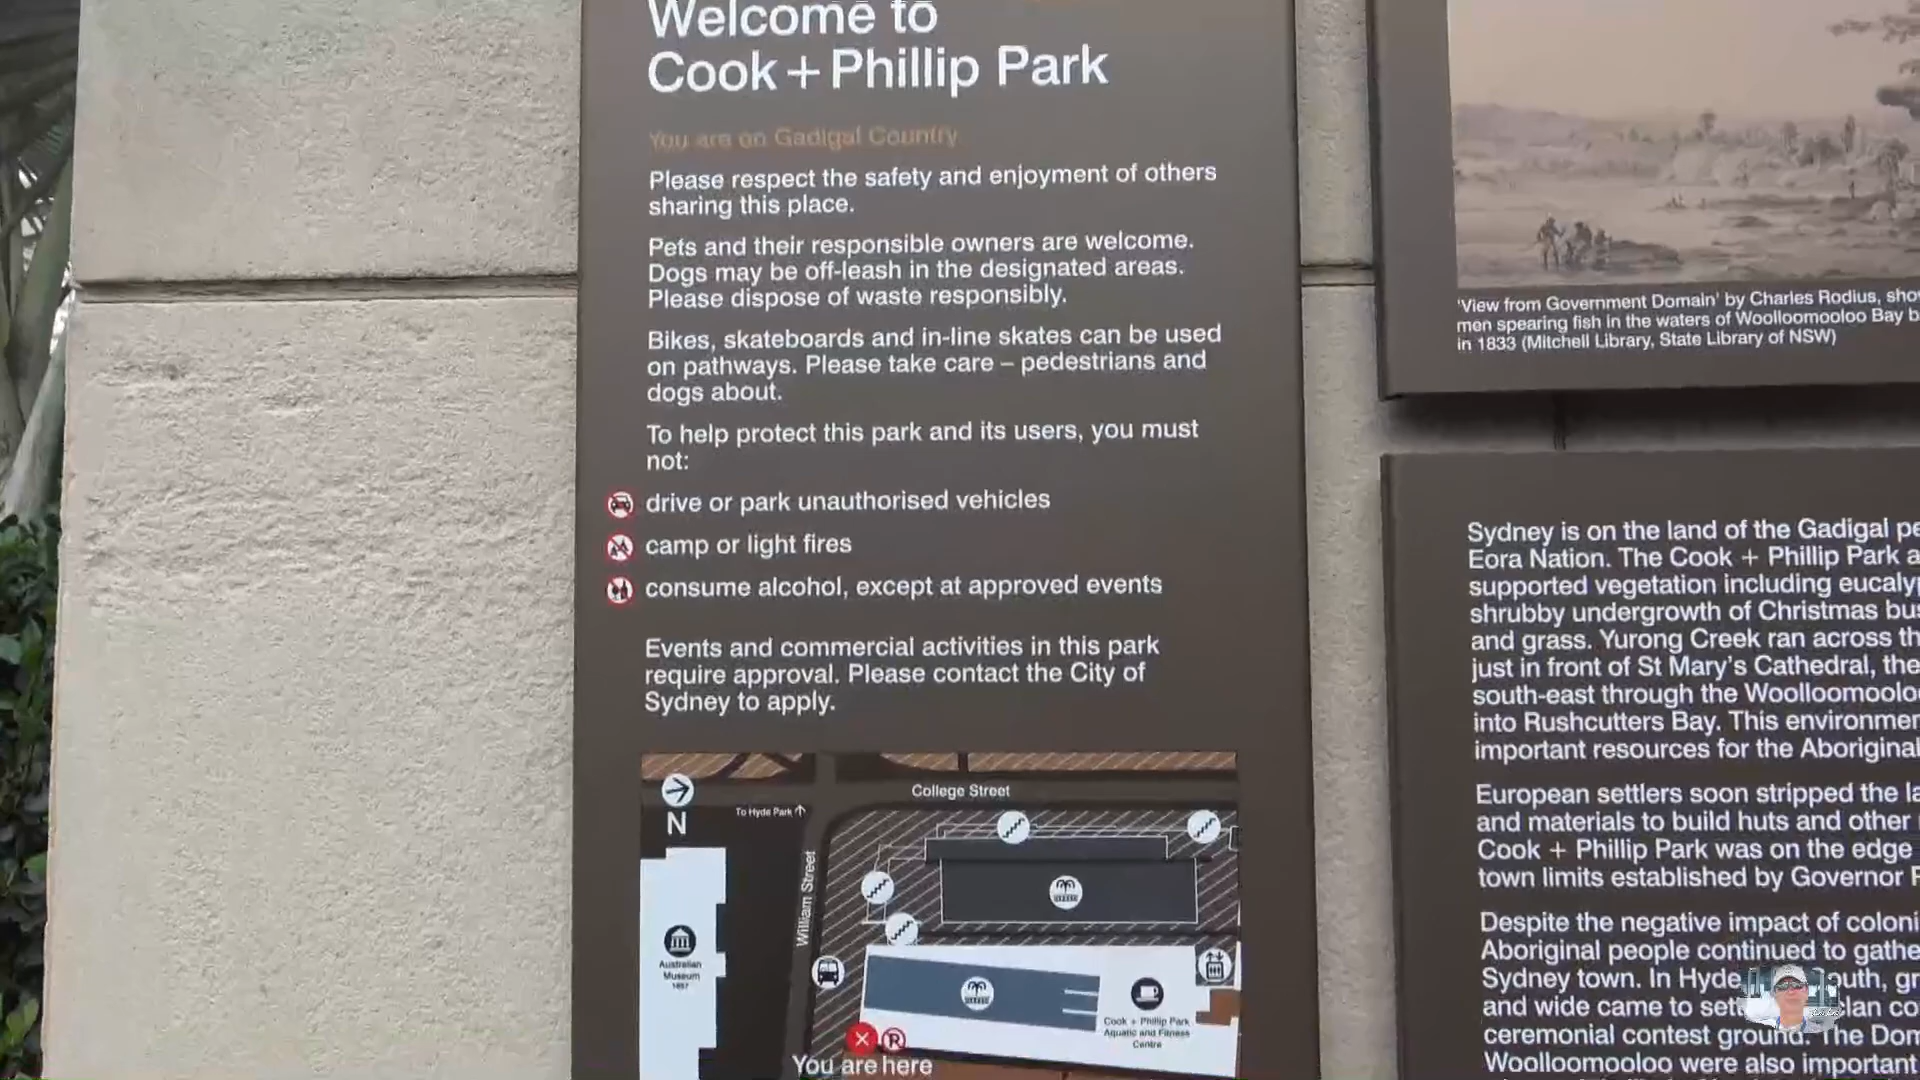 Welcome to
Cook + Phillip Park
You are on Gadigal Country
Please respect the safety and enjoyment of others
sharing this place.
Pets and their responsible owners are welcome.
Dogs may be off-leash in the designated areas.
Please dispose of waste responsibly.
Bikes, skateboards and in-line skates can be used
on pathways. Please take care – pedestrians and
dogs about.
To help protect this park and its users, you must
not:
drive or park unauthorised vehicles
camp or light fires
consume alcohol, except at approved events
Events and commercial activities in this park
require approval. Please contact the City of
Sydney to apply.
College Street
To Hyde Park
N
William Street
Australian
Museum
Cook + Phillip Park
Aquatic and Fitness
Centre
You are here
'View from Government Domain' by Charles Rodius,
men spearing fish in the waters of Woolloomooloo Bay
in 1833 (Mitchell Library, State Library of NSW)
Sydney is on the land of the Gadigal
Eora Nation. The Cook + Phillip Park
supported vegetation including
shrubby undergrowth of Christmas
and grass. Yurong Creek ran across
just in front of St Mary's Cathedral,
south-east through the
into Rushcutters Bay. This
important resources for the Aboriginal
European settlers soon stripped the
and materials to build huts and other
Cook + Phillip Park was on the edge
town limits established by Governor
Despite the negative impact of
Aboriginal people continued to
Sydney town. In Hyde
and wide came to
ceremonial contest ground. The
Woolloomooloo were also important